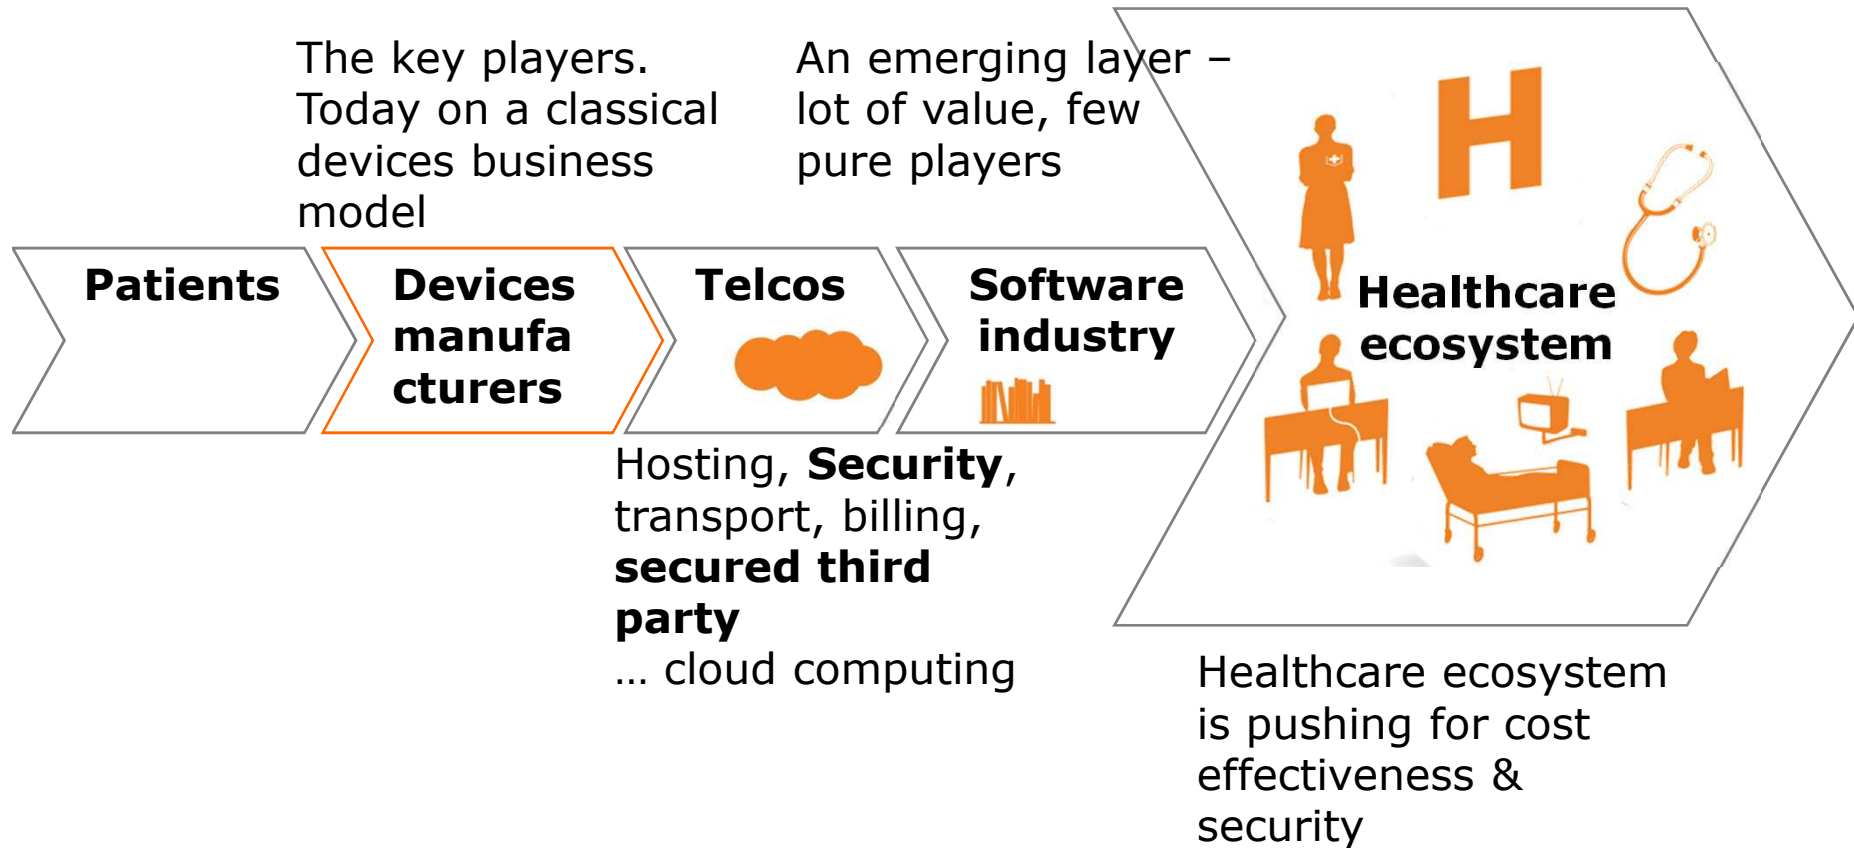 The key players.
Today on a classical
devices business
model
An emerging layer –
lot of value, few
pure players
H
Patients
Devices
manufa
cturers
Telcos
Software
industry
Healthcare
ecosystem
Hosting, Security,
transport, billing,
secured third
party
… cloud computing
Healthcare ecosystem
is pushing for cost
effectiveness &
security